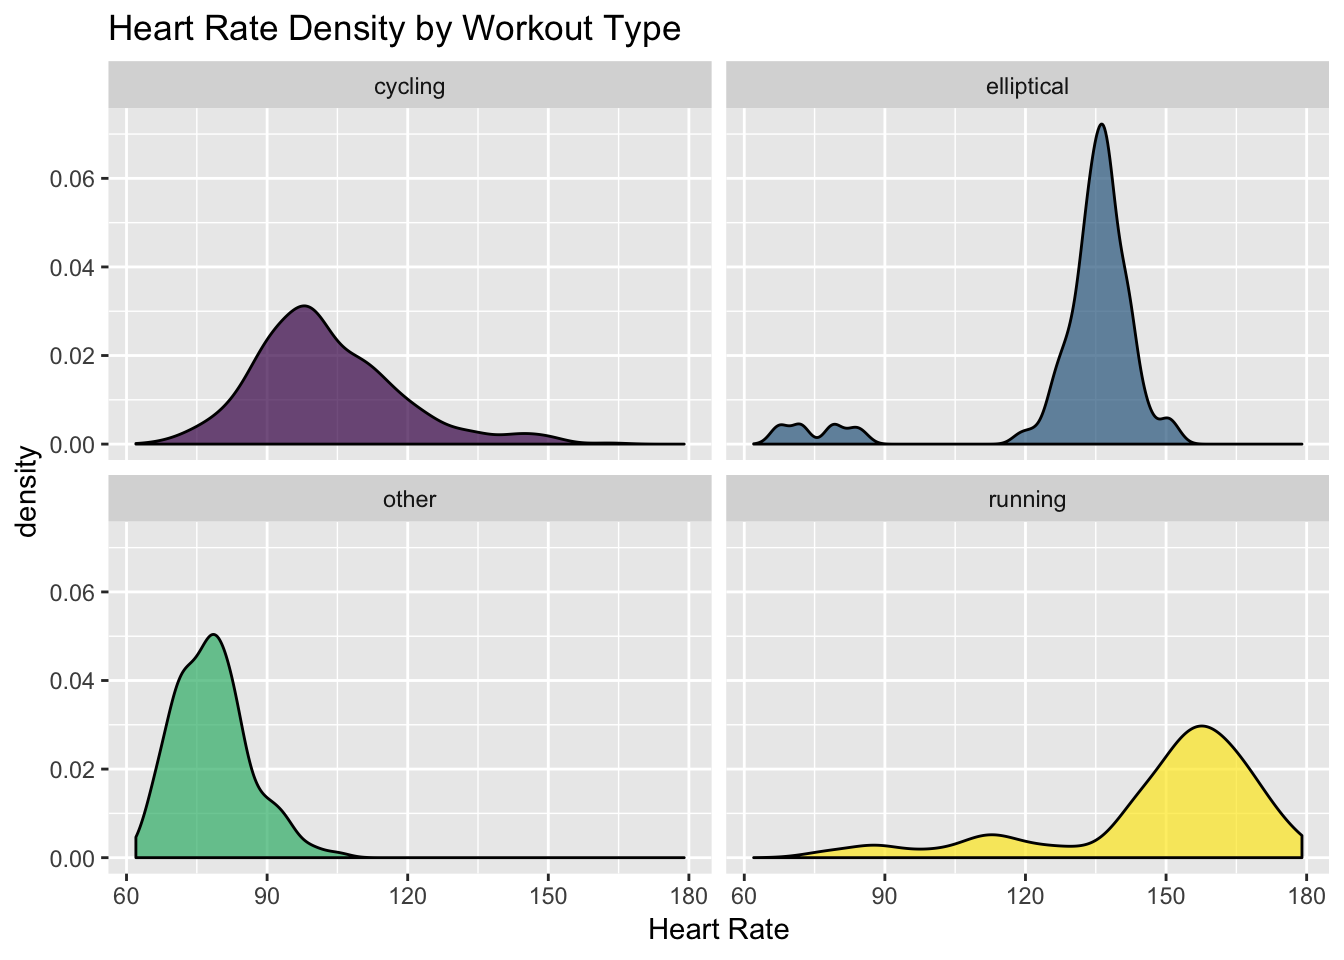 Heart Rate Density by Workout Type
cycling
elliptical
0.06
0.04
0.02
0.00
density
other
running
0.06
0.04
0.02
0.00
60 90 120 150 180 60 90 120 150 180
Heart Rate